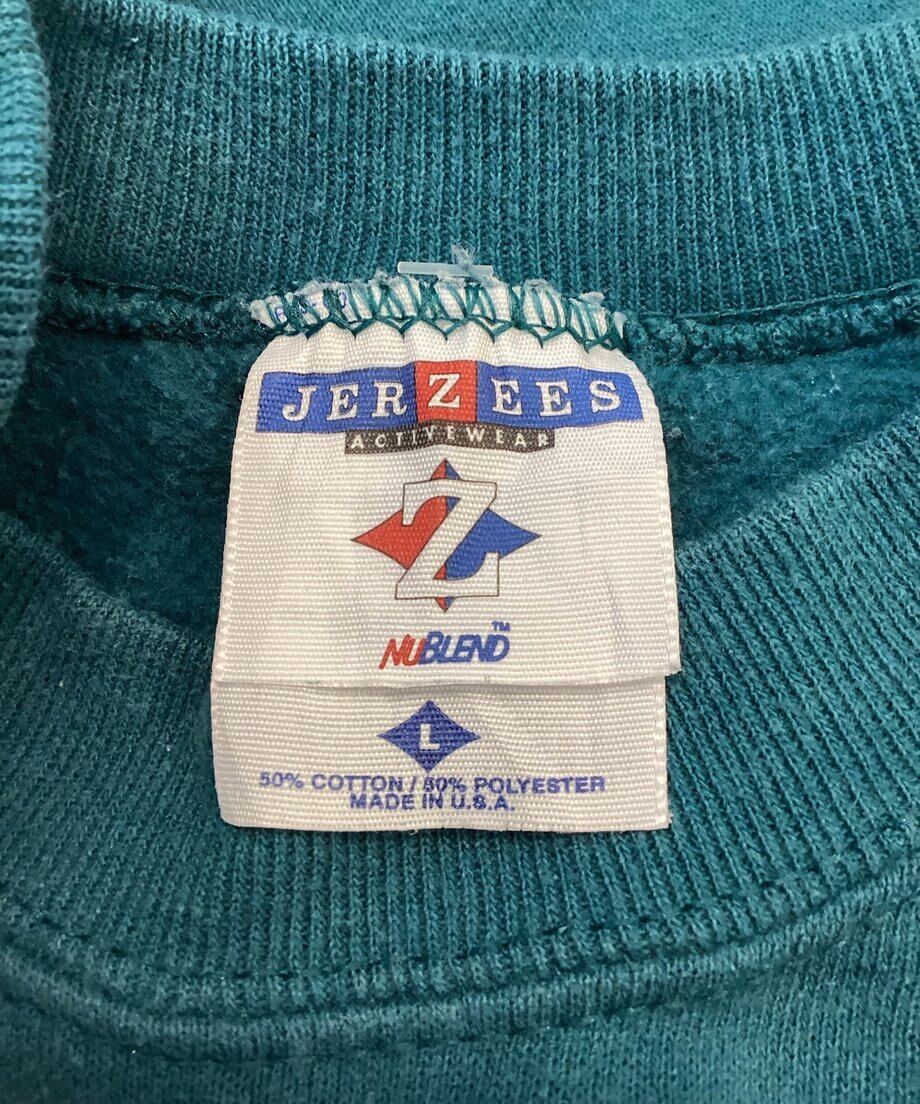 JERZEES
ACTIVEWEAR
Z
NUBLEND™
L
50% COTTON / 50% POLYESTER
MADE IN U.S.A.